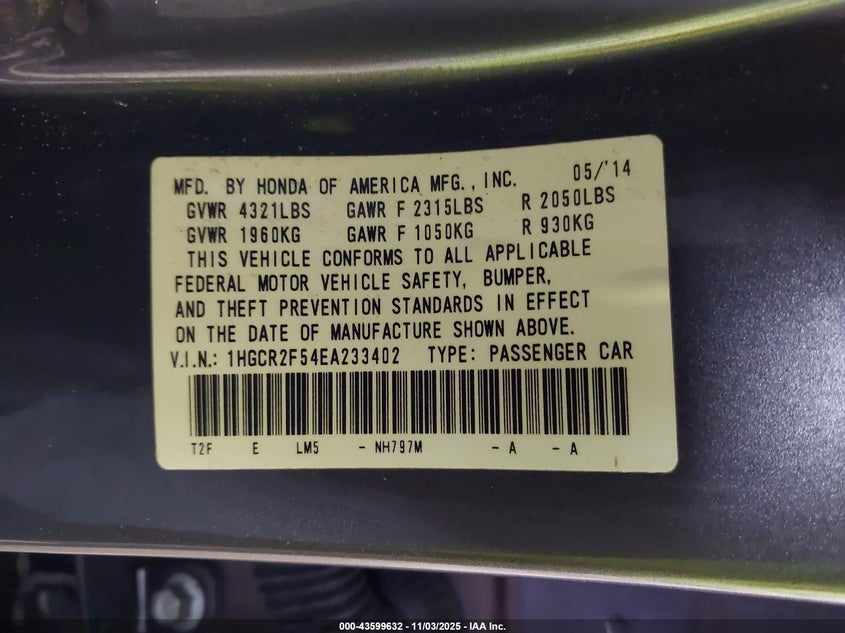 MFD. BY HONDA OF AMERICA MFG., INC. 05/'14
GVWR 4321LBS GAWR F 2315LBS R 2050LBS
GVWR 1960KG GAWR F 1050KG R 930KG
THIS VEHICLE CONFORMS TO ALL APPLICABLE
FEDERAL MOTOR VEHICLE SAFETY, BUMPER,
AND THEFT PREVENTION STANDARDS IN EFFECT
ON THE DATE OF MANUFACTURE SHOWN ABOVE.
V.I.N.: 1HGCR2F54EA233402 TYPE: PASSENGER CAR
T2F E LM5 - NH797M - A - A
000-43599632 - 11/03/2025 - IAA Inc.